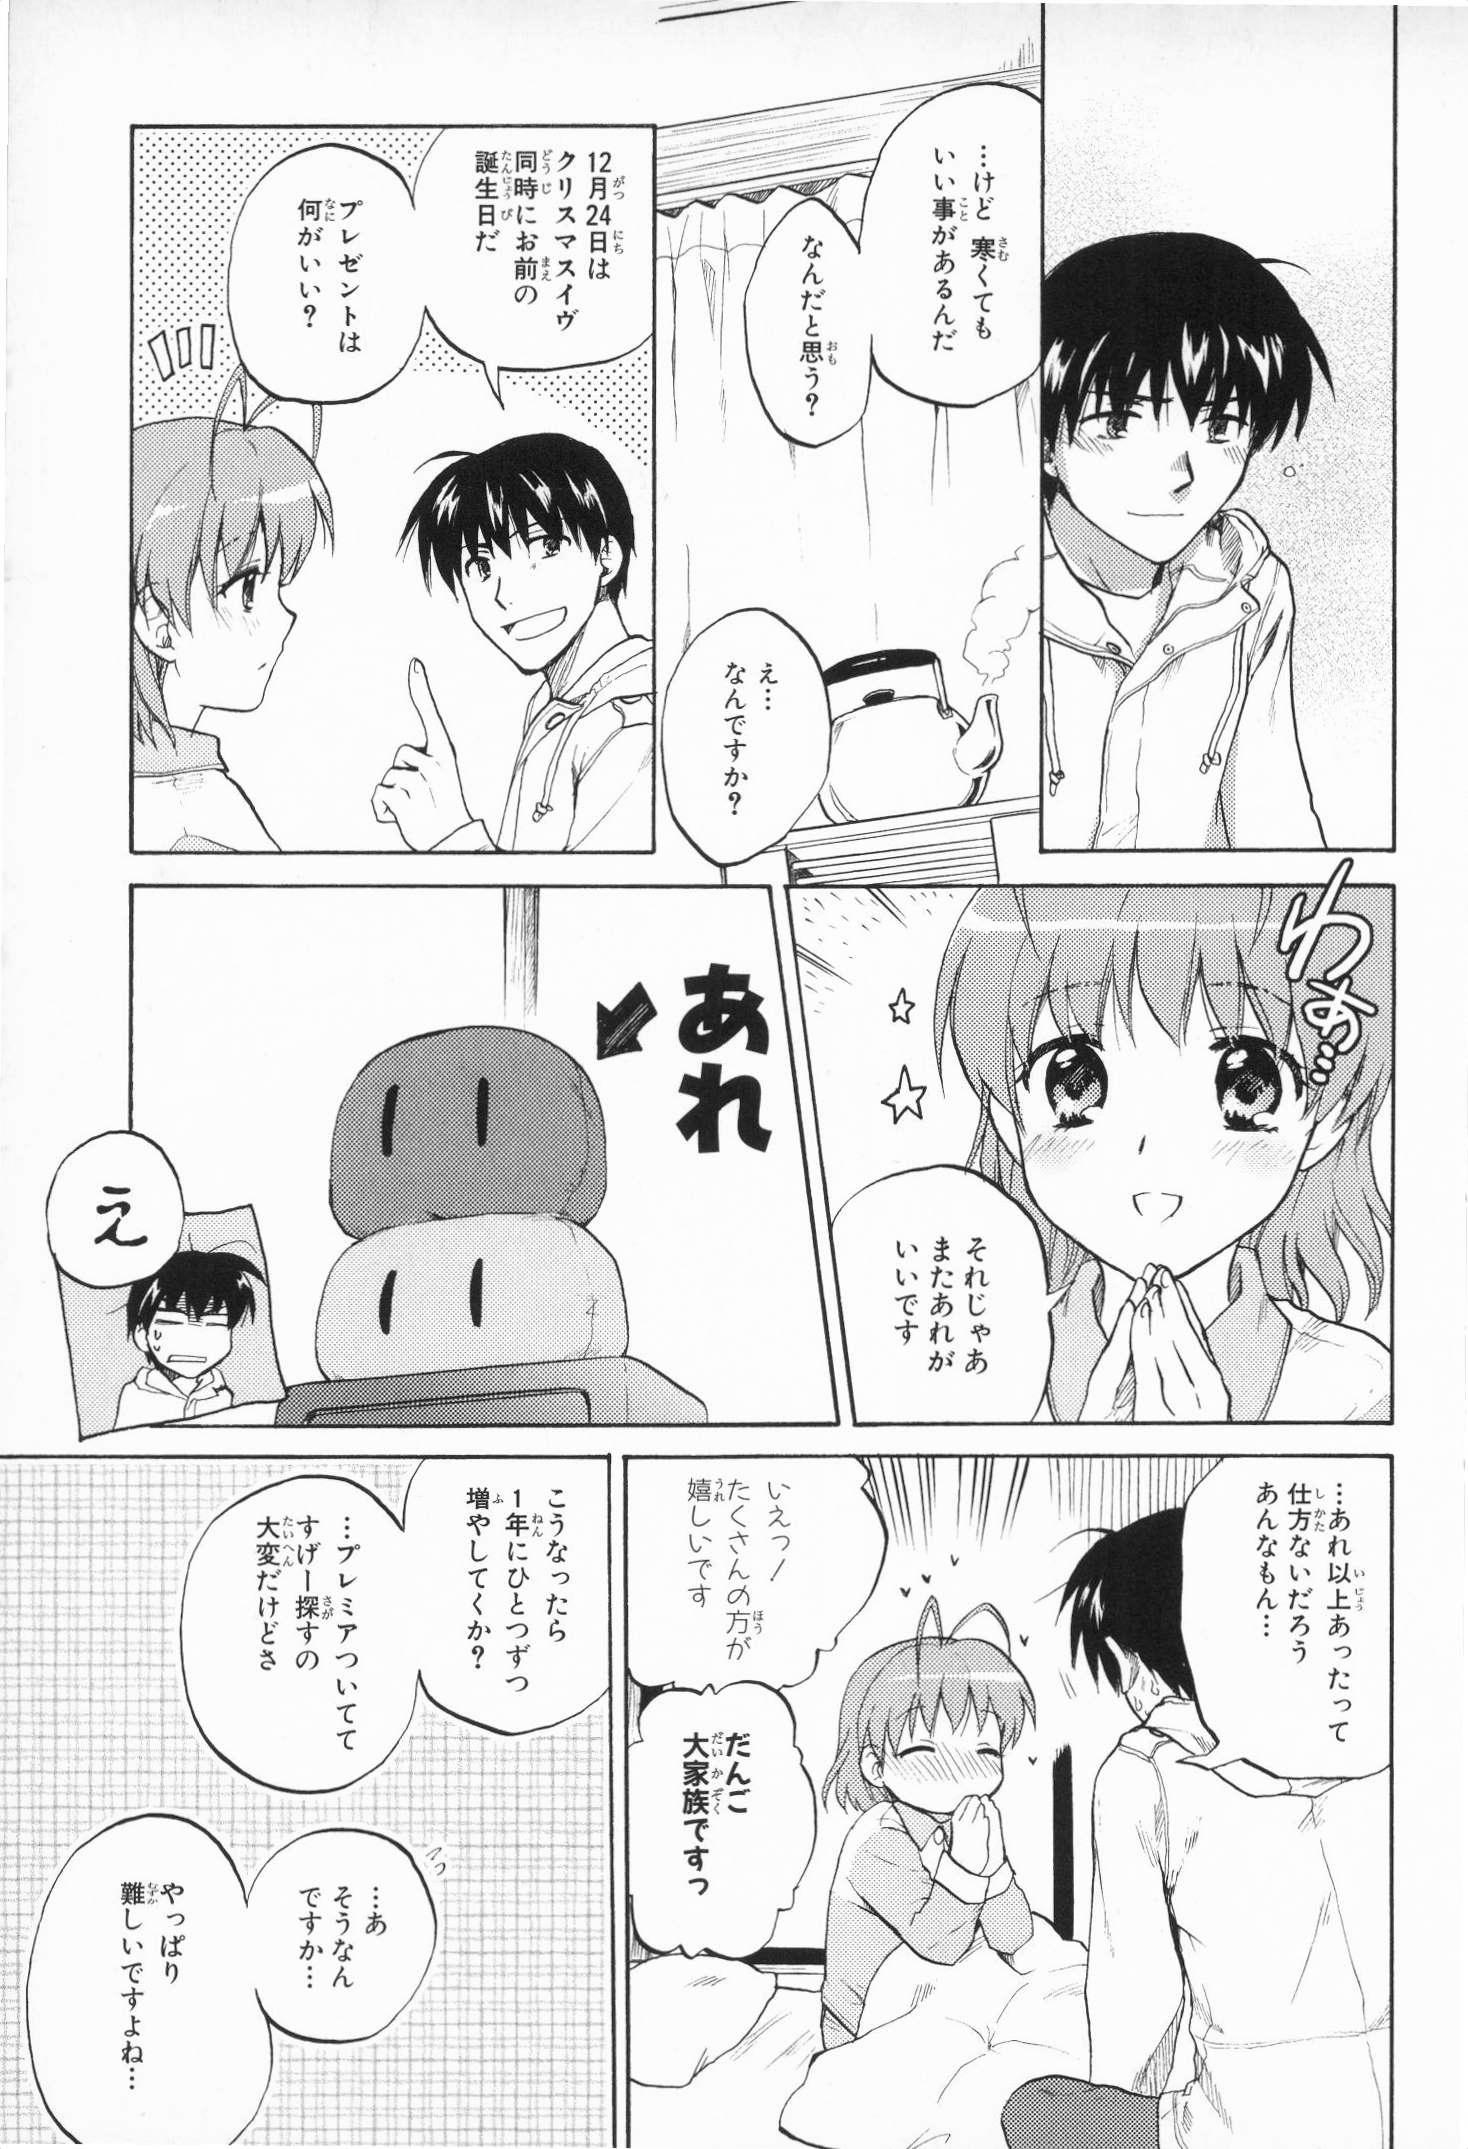 …けど 寒くても
いい事があるんだ
なんだと思う?
え…
なんですか?
12月24日は
クリスマスイヴ
同時にお前の
誕生日だ
プレゼントは
何がいい?
わぁ…
それじゃあ
またあれが
いいです
あれ
え
…あれ以上あったって
仕方ないだろう
あんなもん…
いえっ!
たくさんの方が
嬉しいです
だんご
大家族ですっ
こうなったら
1年にひとつずつ
増やしてくか?
…プレミアついてて
すげー探すの
大変だけどさ
…あ
そうなん
ですか…
やっぱり
難しいですよね…